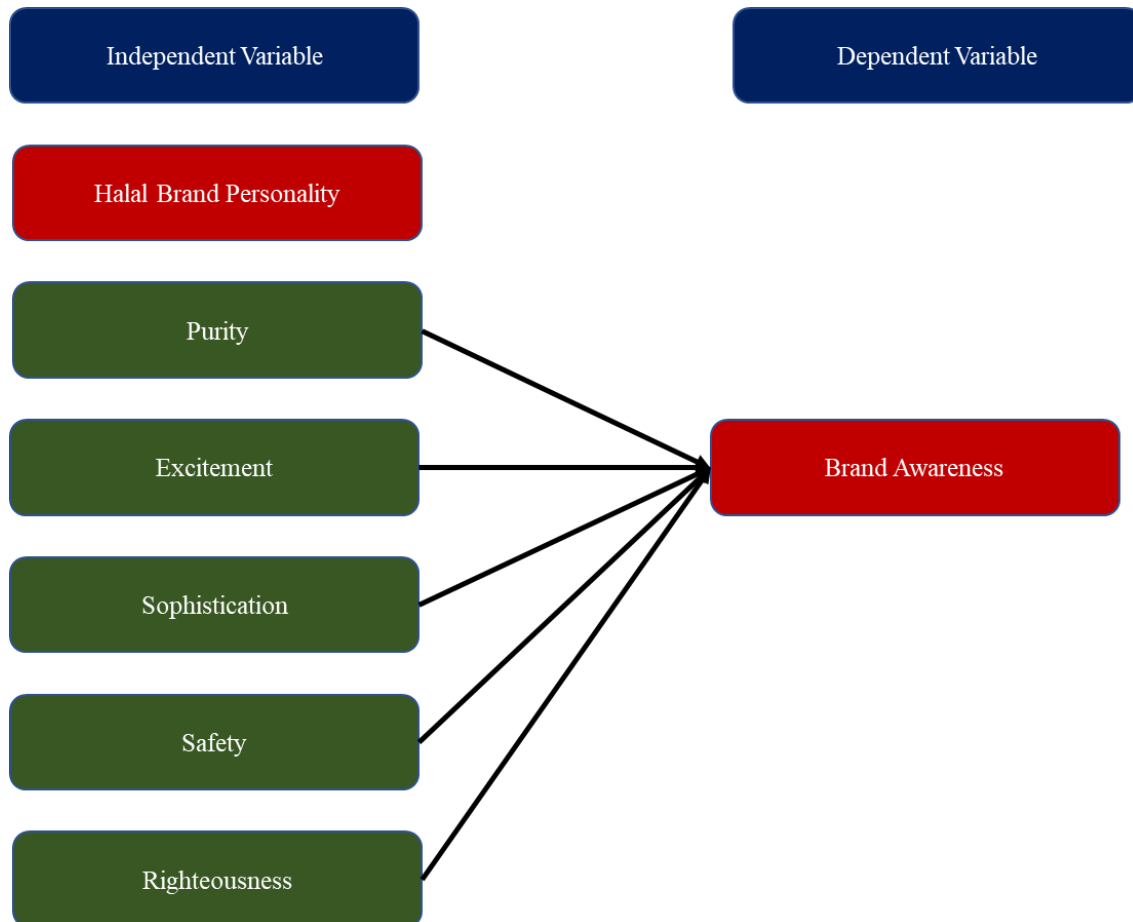 Independent Variable
Dependent Variable
Halal Brand Personality
Purity
Excitement
Brand Awareness
Sophistication
Safety
Righteousness